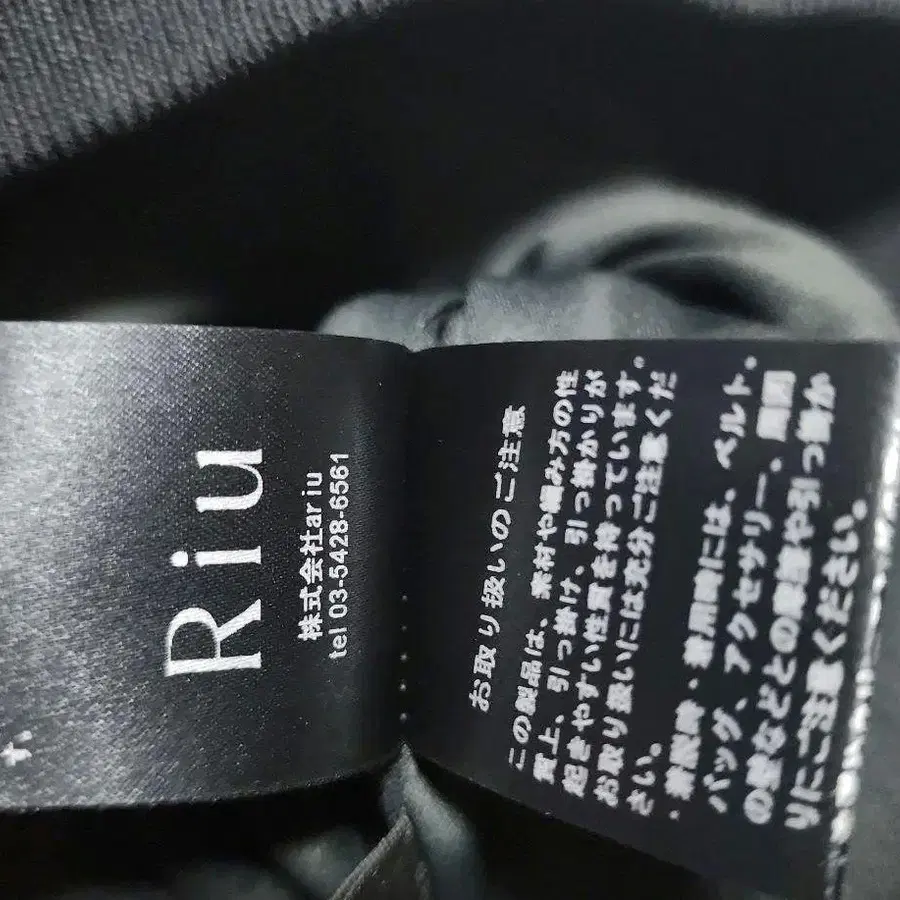 Riu
株式会社ariu
tel 03-5428-6561
お取り扱いのご注意
この製品は、素材や編み方の性
質上、引っ掛け、引っ掛かりが
起きやすい性質を持っています。
お取り扱いには充分ご注意くだ
さい。
・着脱時・着用時には、ベルト、
バッグ、アクセサリー、周囲
の壁などとの摩擦や引っ掛か
りにご注意ください。
す。